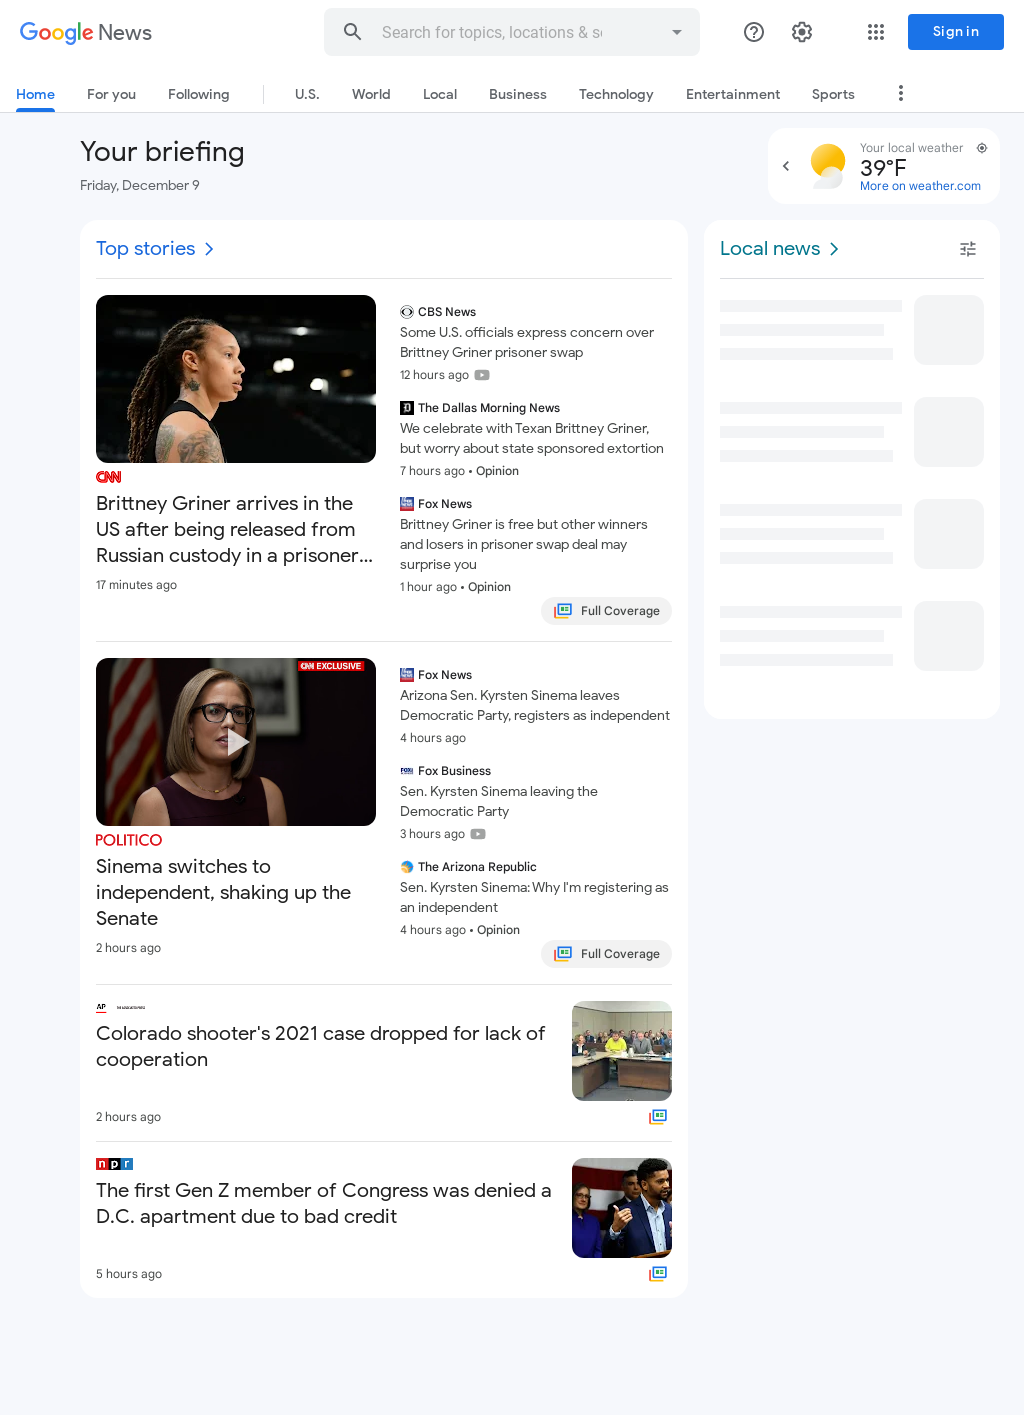 Google News
Search for topics, locations & so
Sign in
Home
For you
Following
U.S.
World
Local
Business
Technology
Entertainment
Sports
Your briefing
Friday, December 9
Your local weather
39°F
More on weather.com
Top stories
CNN
Brittney Griner arrives in the
US after being released from
Russian custody in a prisoner...
17 minutes ago
CBS News
Some U.S. officials express concern over
Brittney Griner prisoner swap
12 hours ago
The Dallas Morning News
We celebrate with Texan Brittney Griner,
but worry about state sponsored extortion
7 hours ago • Opinion
Fox News
Brittney Griner is free but other winners
and losers in prisoner swap deal may
surprise you
1 hour ago • Opinion
Full Coverage
CNN EXCLUSIVE
POLITICO
Sinema switches to
independent, shaking up the
Senate
2 hours ago
Fox News
Arizona Sen. Kyrsten Sinema leaves
Democratic Party, registers as independent
4 hours ago
Fox Business
Sen. Kyrsten Sinema leaving the
Democratic Party
3 hours ago
The Arizona Republic
Sen. Kyrsten Sinema: Why I'm registering as
an independent
4 hours ago • Opinion
Full Coverage
AP THE ASSOCIATED PRESS
Colorado shooter's 2021 case dropped for lack of
cooperation
2 hours ago
npr
The first Gen Z member of Congress was denied a
D.C. apartment due to bad credit
5 hours ago
Local news